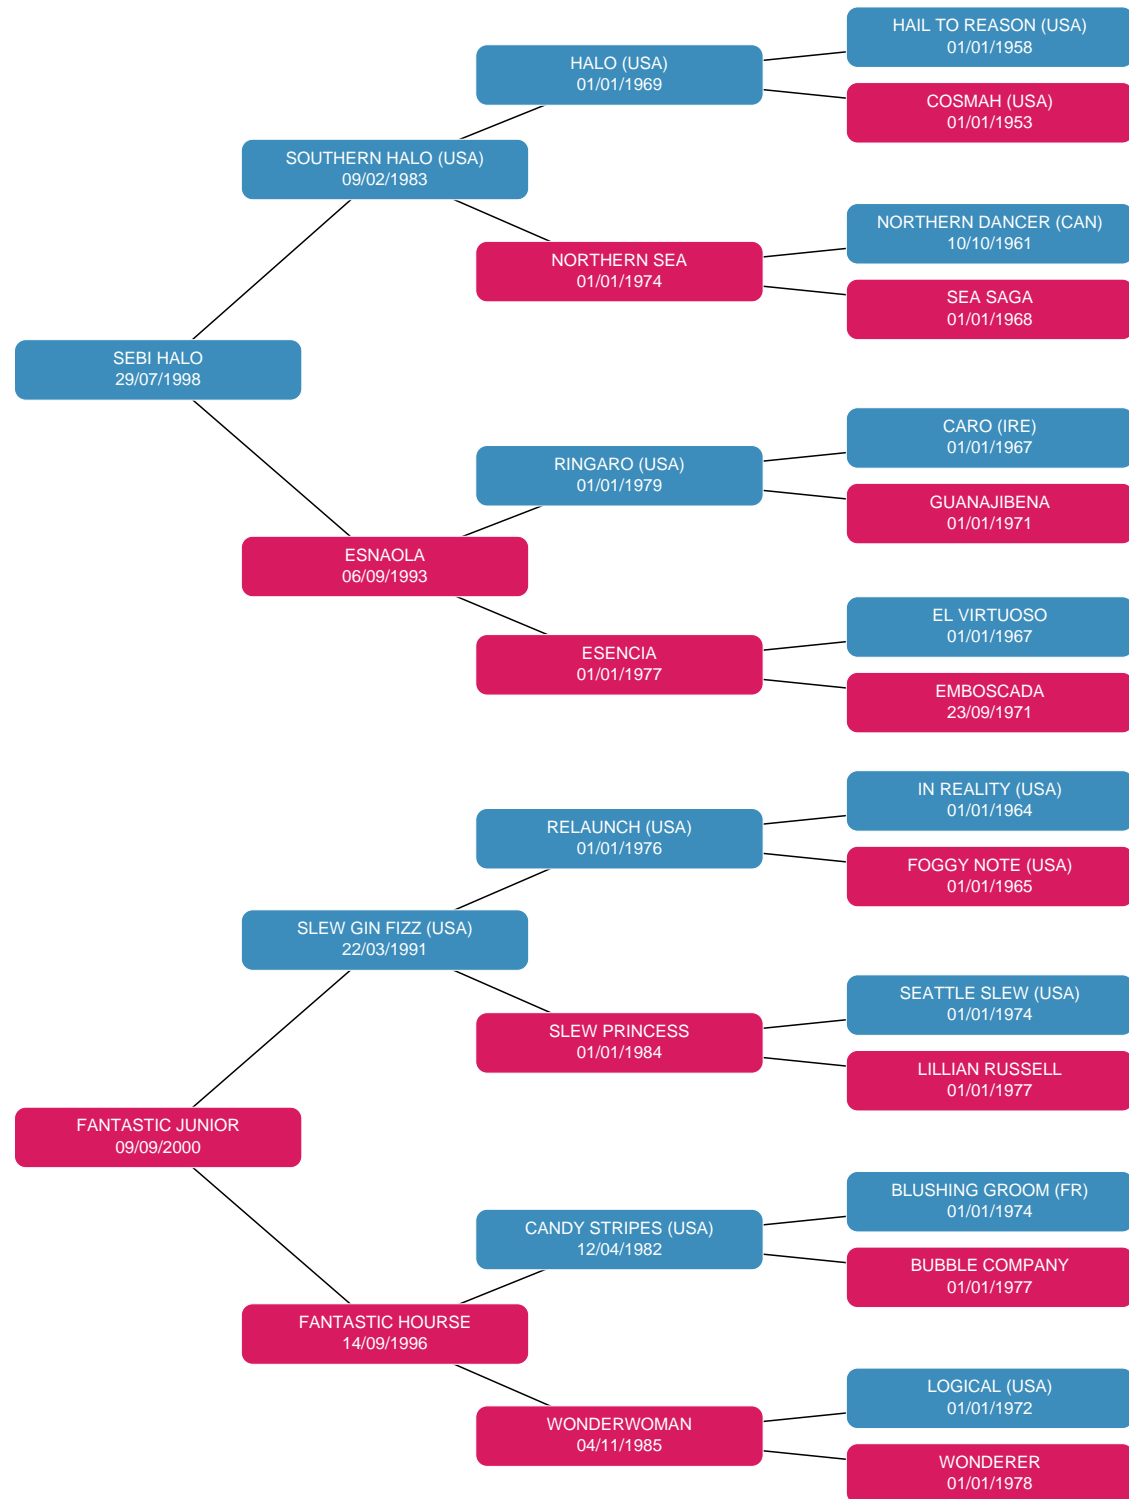 HAIL TO REASON (USA)
01/01/1958
HALO (USA)
01/01/1969
COSMAH (USA)
01/01/1953
SOUTHERN HALO (USA)
09/02/1983
NORTHERN DANCER (CAN)
10/10/1961
NORTHERN SEA
01/01/1974
SEA SAGA
01/01/1968
SEBI HALO
29/07/1998
CARO (IRE)
01/01/1967
RINGARO (USA)
01/01/1979
GUANAJIBENA
01/01/1971
ESNAOLA
06/09/1993
EL VIRTUOSO
01/01/1967
ESENCIA
01/01/1977
EMBOSCADA
23/09/1971
IN REALITY (USA)
01/01/1964
RELAUNCH (USA)
01/01/1976
FOGGY NOTE (USA)
01/01/1965
SLEW GIN FIZZ (USA)
22/03/1991
SEATTLE SLEW (USA)
01/01/1974
SLEW PRINCESS
01/01/1984
LILLIAN RUSSELL
01/01/1977
FANTASTIC JUNIOR
09/09/2000
BLUSHING GROOM (FR)
01/01/1974
CANDY STRIPES (USA)
12/04/1982
BUBBLE COMPANY
01/01/1977
FANTASTIC HOURSE
14/09/1996
LOGICAL (USA)
01/01/1972
WONDERWOMAN
04/11/1985
WONDERER
01/01/1978